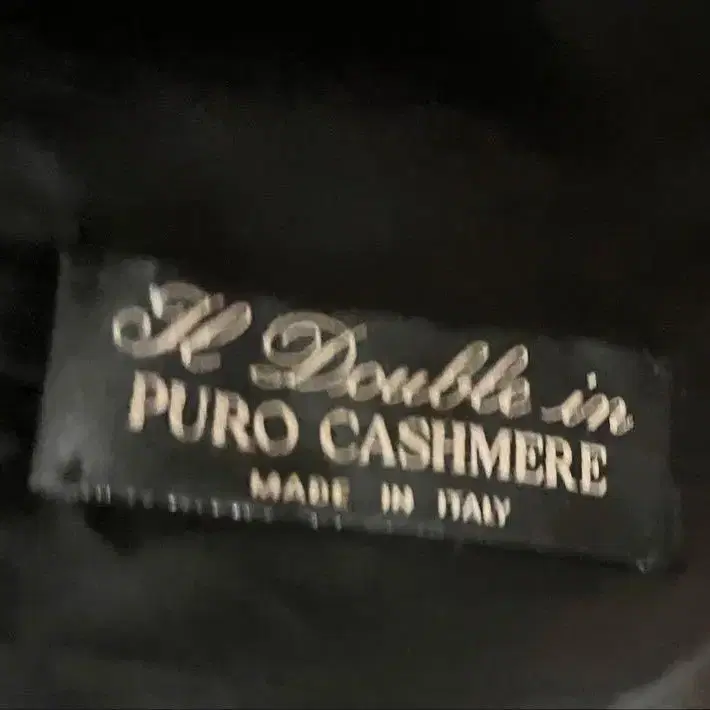 Il Double in
PURO CASHMERE
MADE IN ITALY